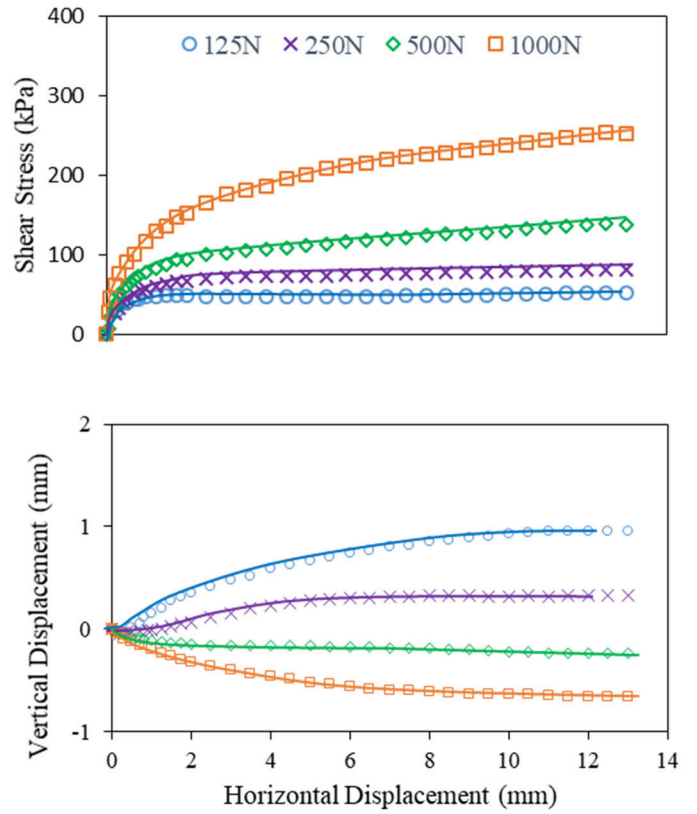 400
125N 250N 500N 1000N
300
200
100
0
Shear Stress (kPa)
2
1
0
-1
Vertical Displacement (mm)
0 2 4 6 8 10 12 14
Horizontal Displacement (mm)